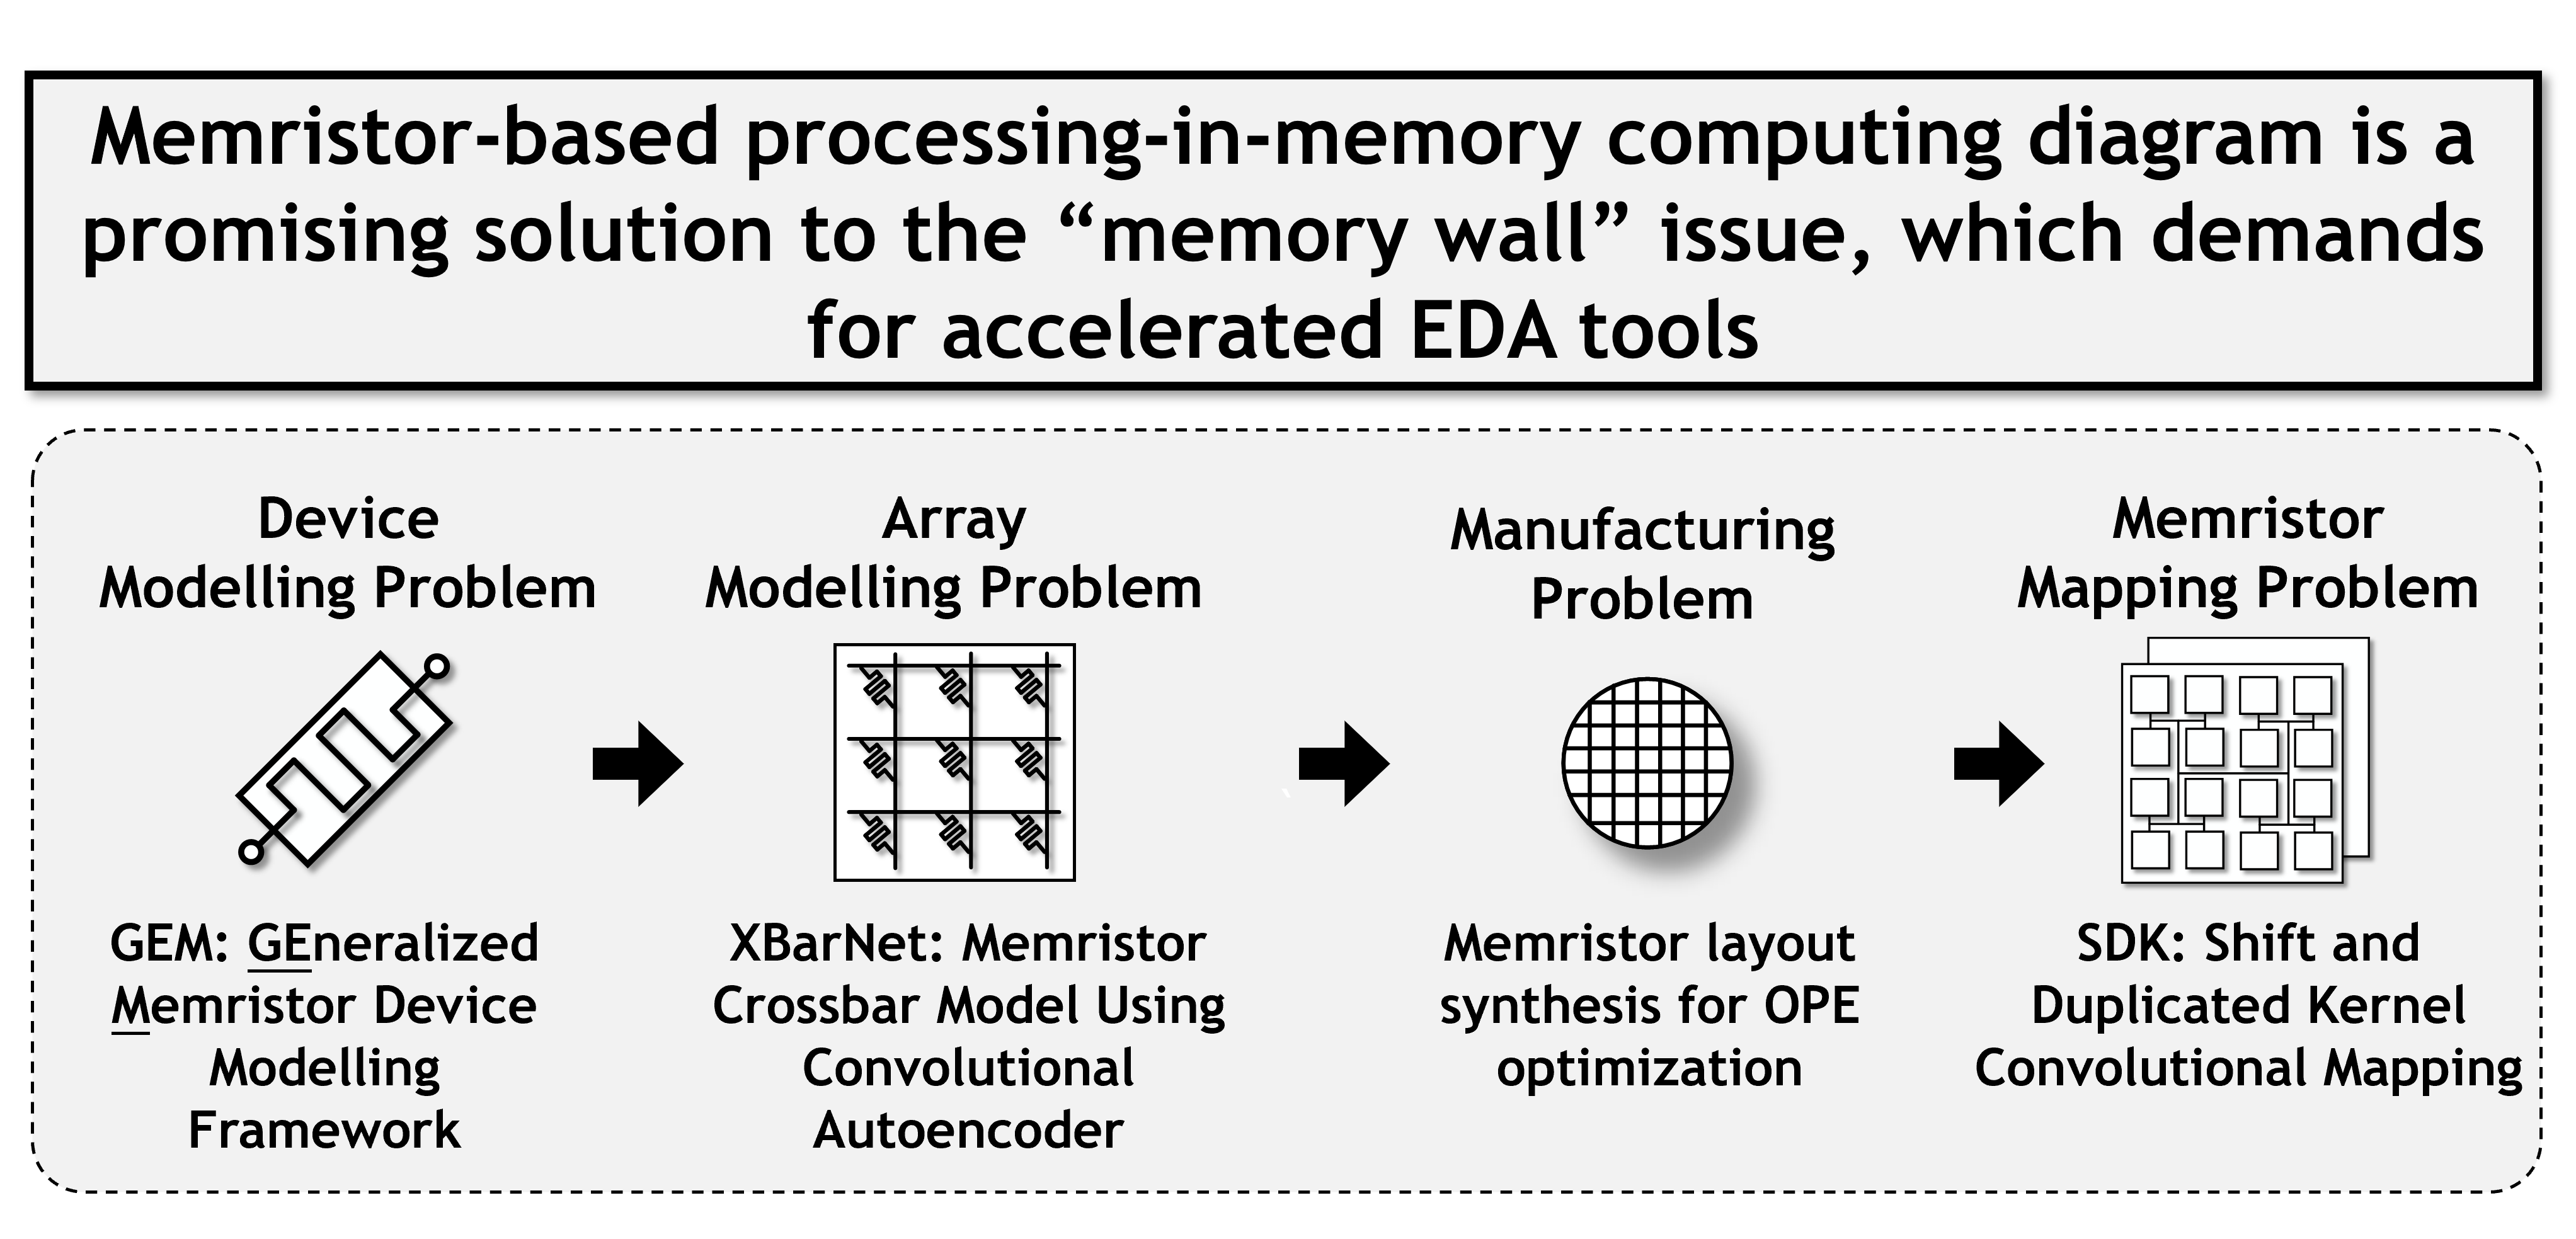 Memristor-based processing-in-memory computing diagram is a
promising solution to the “memory wall” issue, which demands
for accelerated EDA tools
Device
Modelling Problem
Array
Modelling Problem
Manufacturing
Problem
Memristor
Mapping Problem
GEM: GEneralized
Memristor Device
Modelling
Framework
XBarNet: Memristor
Crossbar Model Using
Convolutional
Autoencoder
Memristor layout
synthesis for OPE
optimization
SDK: Shift and
Duplicated Kernel
Convolutional Mapping